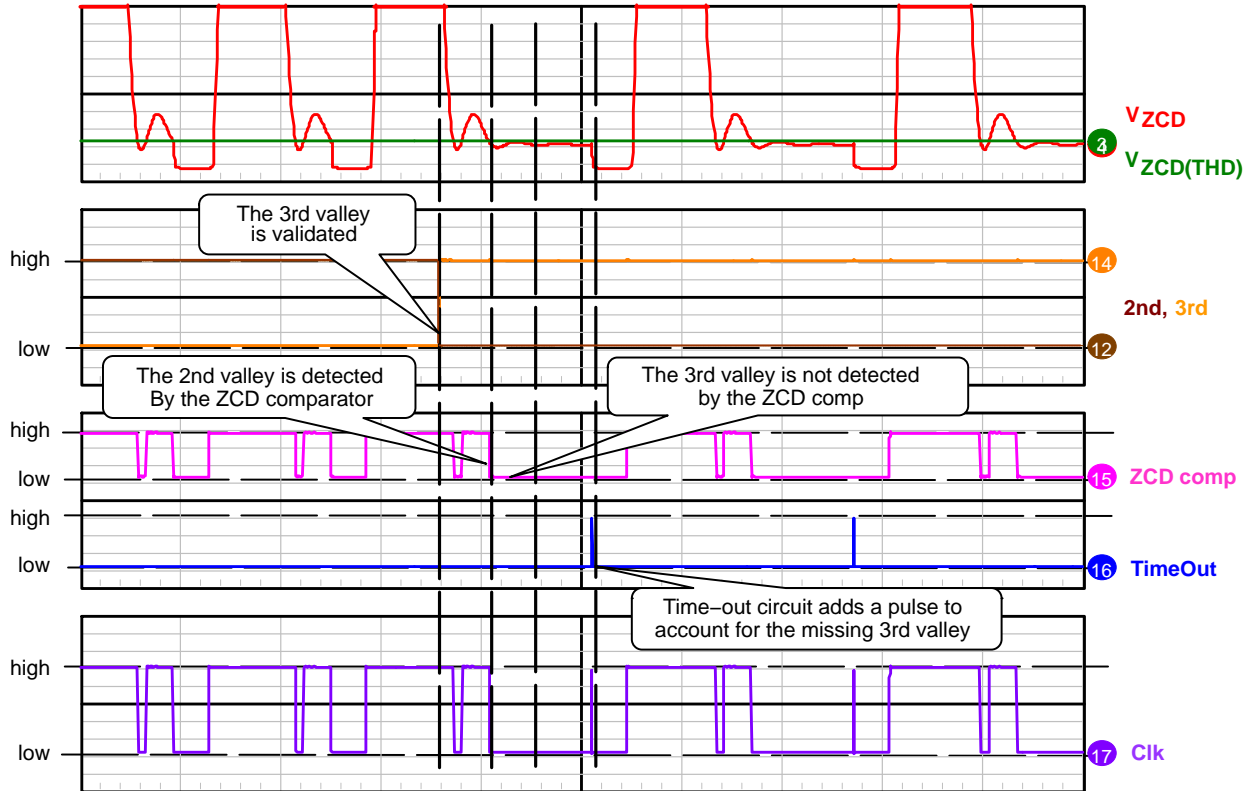 VZCD
3
4
VZCD(THD)
The 3rd valley
is validated
high
14
2nd, 3rd
low
12
The 2nd valley is detected
By the ZCD comparator
The 3rd valley is not detected
by the ZCD comp
high
low
15
ZCD comp
high
low
16
TimeOut
Time−out circuit adds a pulse to
account for the missing 3rd valley
high
low
17
Clk